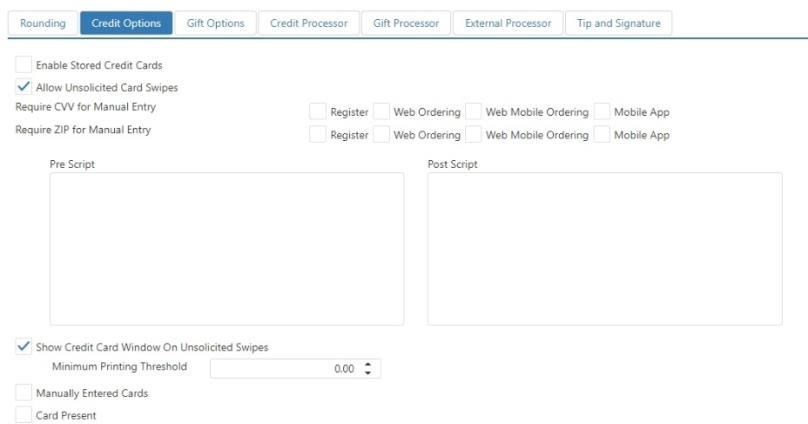 Rounding Credit Options Gift Options Credit Processor Gift Processor External Processor Tip and Signature
Enable Stored Credit Cards
Allow Unsolicited Card Swipes
Require CVV for Manual Entry Register Web Ordering Web Mobile Ordering Mobile App
Require ZIP for Manual Entry Register Web Ordering Web Mobile Ordering Mobile App
Pre Script Post Script
Show Credit Card Window On Unsolicited Swipes
Minimum Printing Threshold 0.00
Manually Entered Cards
Card Present